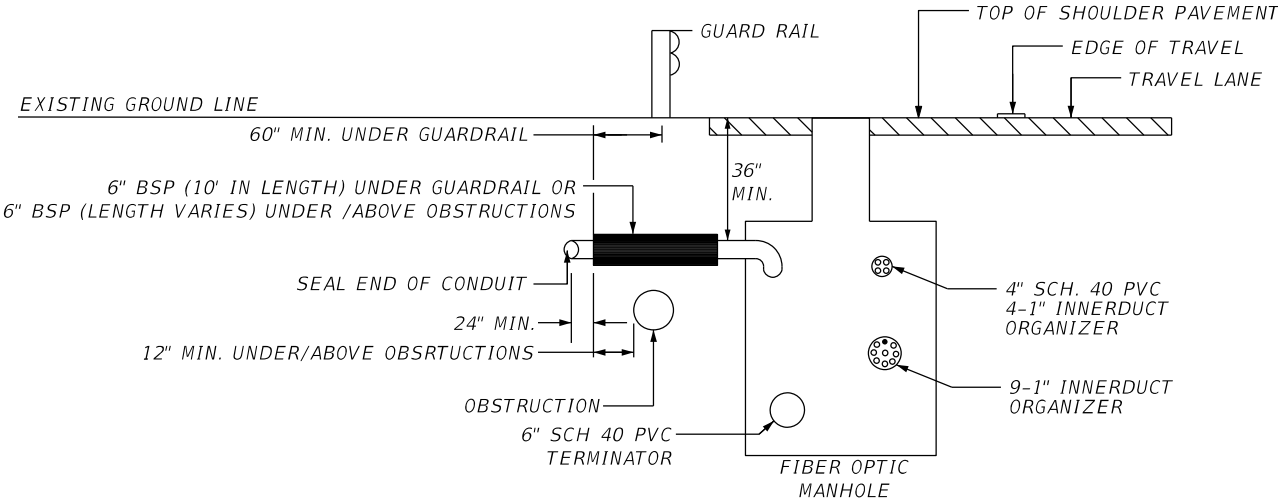 TOP OF SHOULDER PAVEMENT
GUARD RAIL
EDGE OF TRAVEL
TRAVEL LANE
EXISTING GROUND LINE
60" MIN. UNDER GUARDRAIL
36"
MIN.
6" BSP (10' IN LENGTH) UNDER GUARDRAIL OR
6" BSP (LENGTH VARIES) UNDER /ABOVE OBSTRUCTIONS
SEAL END OF CONDUIT
4" SCH. 40 PVC
4-1" INNERDUCT
ORGANIZER
24" MIN.
12" MIN. UNDER/ABOVE OBSRTUCTIONS
9-1" INNERDUCT
ORGANIZER
OBSTRUCTION
6" SCH 40 PVC
TERMINATOR
FIBER OPTIC
MANHOLE